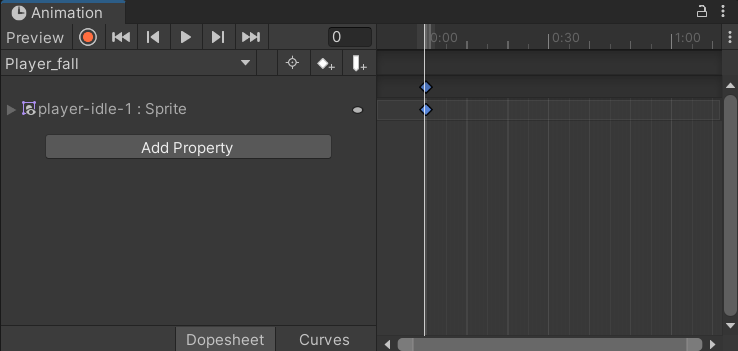 Animation
Preview 0 0:00 0:30 1:00
Player_fall
player-idle-1 : Sprite
Add Property
Dopesheet Curves